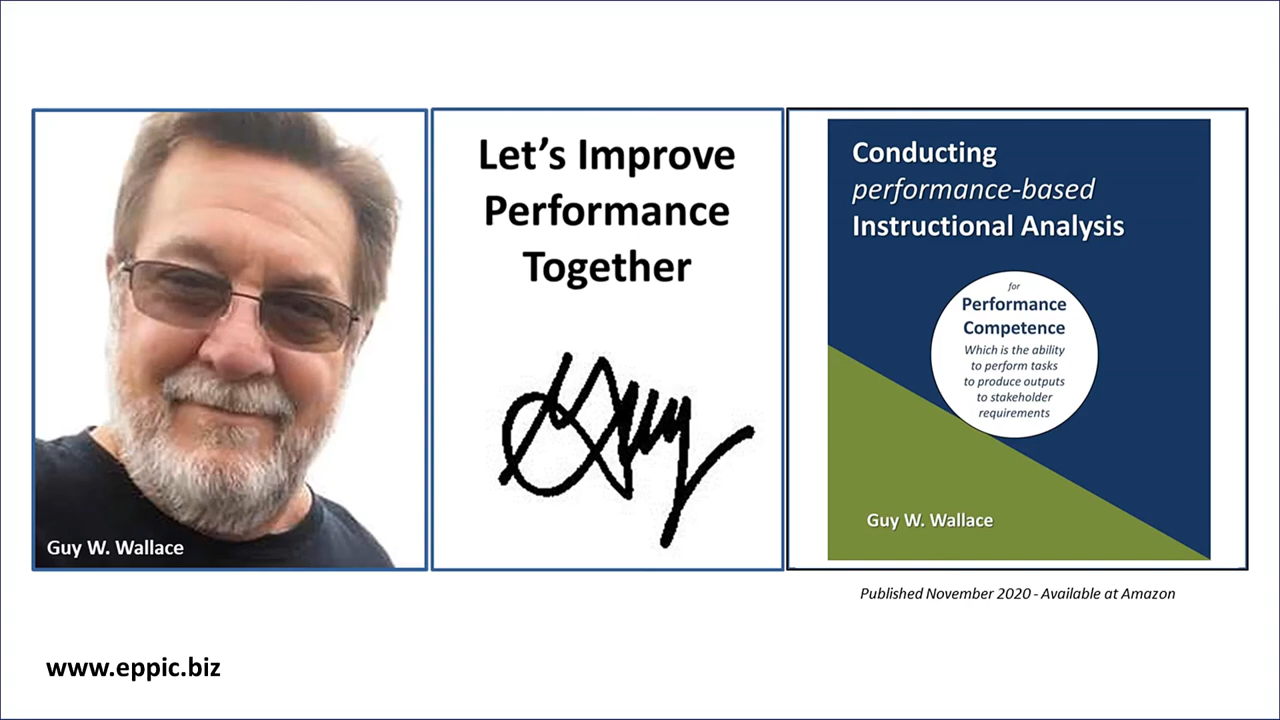 Guy W. Wallace
Let's Improve
Performance
Together
Guy
Conducting
performance-based
Instructional Analysis
for
Performance
Competence
Which is the ability
to perform tasks
to produce outputs
to stakeholder
requirements
Guy W. Wallace
Published November 2020 - Available at Amazon
www.eppic.biz